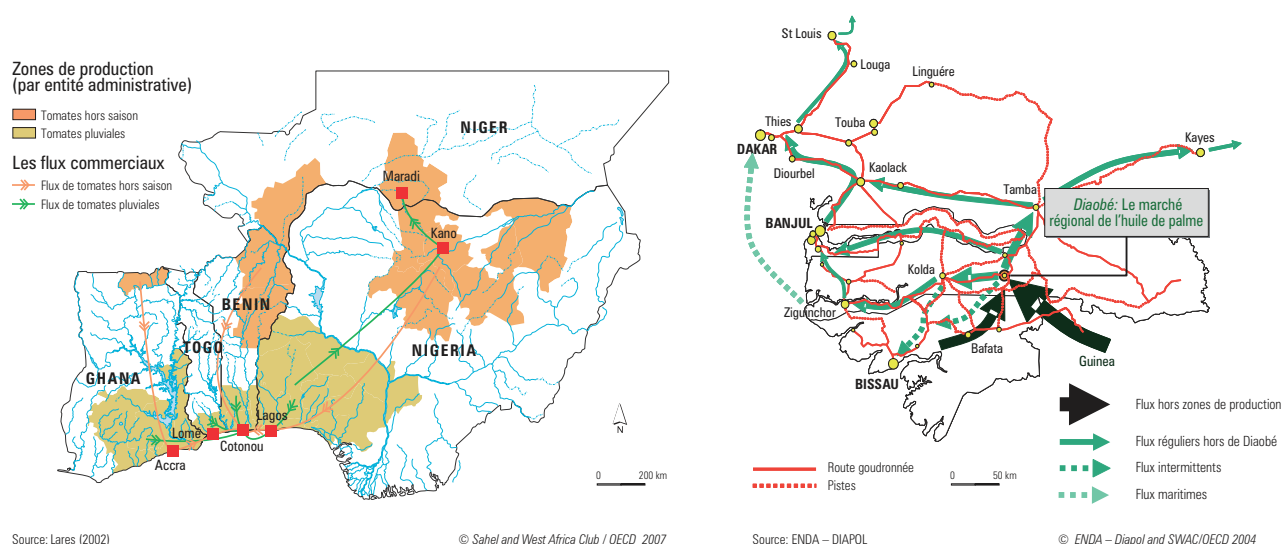 Zones de production
(par entité administrative)
Tomates hors saison
Tomates pluviales
Les flux commerciaux
Flux de tomates hors saison
Flux de tomates pluviales
NIGER
Maradi
Kano
BENIN
TOGO
NIGERIA
GHANA
Lagos
Lomé
Cotonou
Accra
N
0 200 km
Source: Lares (2002)
© Sahel and West Africa Club / OECD 2007
St Louis
Louga
Linguére
Thies
Touba
Kayes
DAKAR
Diourbel
Kaolack
Tamba
Diaobé: Le marché
régional de l'huile de palme
BANJUL
Kolda
Ziguinchor
Bafata
Guinea
BISSAU
Flux hors zones de production
Flux réguliers hors de Diaobé
Flux intermittents
Flux maritimes
Route goudronnée
Pistes
0 50 km
Source: ENDA – DIAPOL
© ENDA – Diapol and SWAC/OECD 2004